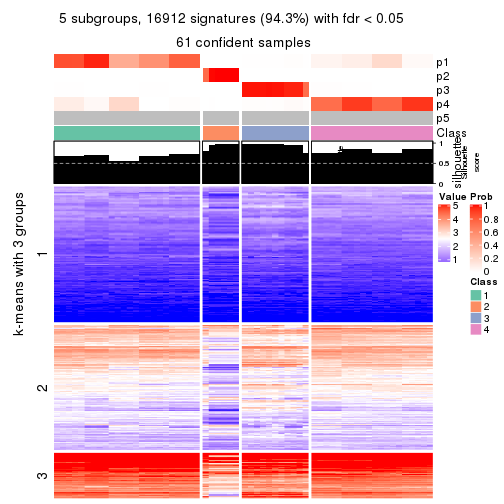 5 subgroups, 16912 signatures (94.3%) with fdr < 0.05
61 confident samples
p1
p2
p3
p4
p5
Class
1
0.5
0
silhouette
Silhouette
score
k-means with 3 groups
1
2
3
Value
5
4
3
2
1
Prob
1
0.8
0.6
0.4
0.2
0
Class
1
2
3
4